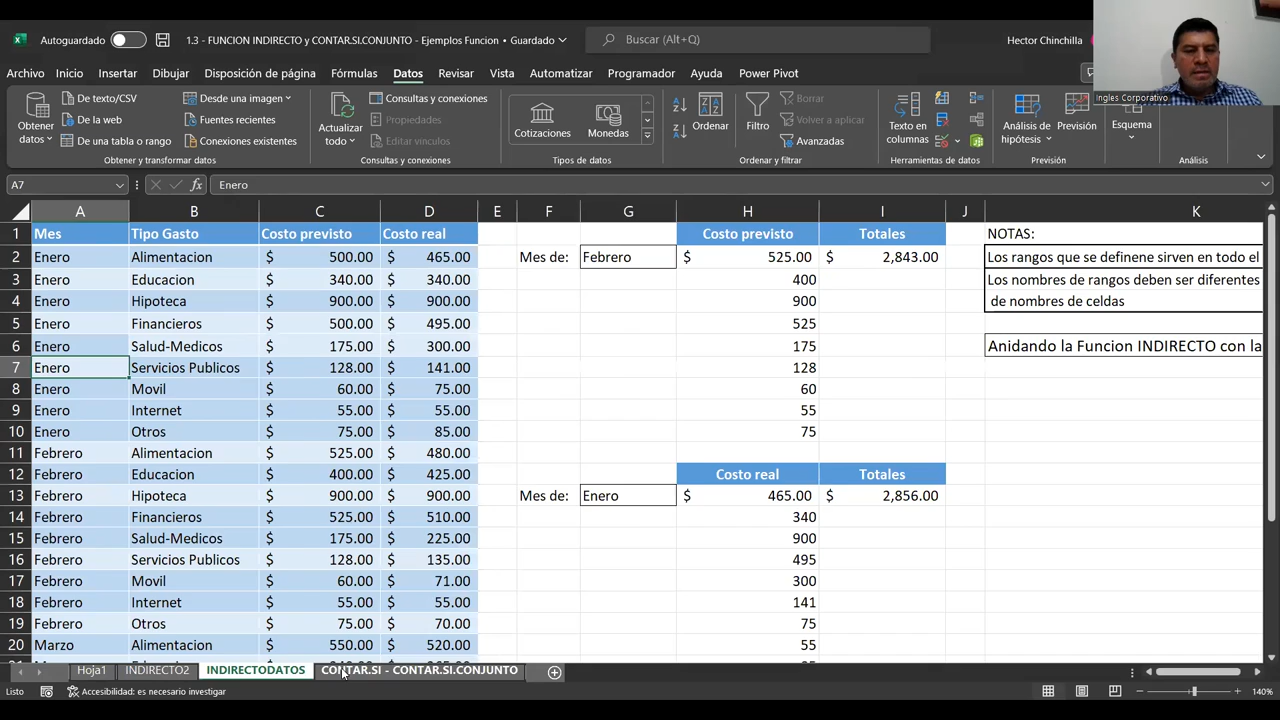 Autoguardado
1.3 - FUNCION INDIRECTO y CONTAR.SI.CONJUNTO - Ejemplos Funcion • Guardado
Buscar (Alt+Q)
Hector Chinchilla
Archivo Inicio Insertar Dibujar Disposición de página Fórmulas Datos Revisar Vista Automatizar Programador Ayuda Power Pivot
Ingles Corporativo
Obtener datos
De texto/CSV
De la web
De una tabla o rango
Desde una imagen
Fuentes recientes
Conexiones existentes
Obtener y transformar datos
Actualizar todo
Consultas y conexiones
Propiedades
Editar vínculos
Consultas y conexiones
Cotizaciones
Monedas
Tipos de datos
Ordenar
Filtro
Borrar
Volver a aplicar
Avanzadas
Ordenar y filtrar
Texto en columnas
Herramientas de datos
Análisis de hipótesis
Previsión
Previsión
Esquema
Análisis
A7 fx Enero
A B C D E F G H I J K
1 Mes Tipo Gasto Costo previsto Costo real Costo previsto Totales NOTAS:
2 Enero Alimentacion $ 500.00 $ 465.00 Mes de: Febrero $ 525.00 $ 2,843.00 Los rangos que se definene sirven en todo el
3 Enero Educacion $ 340.00 $ 340.00 400 Los nombres de rangos deben ser diferentes
4 Enero Hipoteca $ 900.00 $ 900.00 900 de nombres de celdas
5 Enero Financieros $ 500.00 $ 495.00 525
6 Enero Salud-Medicos $ 175.00 $ 300.00 175 Anidando la Funcion INDIRECTO con la
7 Enero Servicios Publicos $ 128.00 $ 141.00 128
8 Enero Movil $ 60.00 $ 75.00 60
9 Enero Internet $ 55.00 $ 55.00 55
10 Enero Otros $ 75.00 $ 85.00 75
11 Febrero Alimentacion $ 525.00 $ 480.00
12 Febrero Educacion $ 400.00 $ 425.00 Costo real Totales
13 Febrero Hipoteca $ 900.00 $ 900.00 Mes de: Enero $ 465.00 $ 2,856.00
14 Febrero Financieros $ 525.00 $ 510.00 340
15 Febrero Salud-Medicos $ 175.00 $ 225.00 900
16 Febrero Servicios Publicos $ 128.00 $ 135.00 495
17 Febrero Movil $ 60.00 $ 71.00 300
18 Febrero Internet $ 55.00 $ 55.00 141
19 Febrero Otros $ 75.00 $ 70.00 75
20 Marzo Alimentacion $ 550.00 $ 520.00 55
Hoja1 INDIRECTO2 INDIRECTODATOS CONTAR.SI - CONTAR.SI.CONJUNTO
Listo Accesibilidad: es necesario investigar 140%